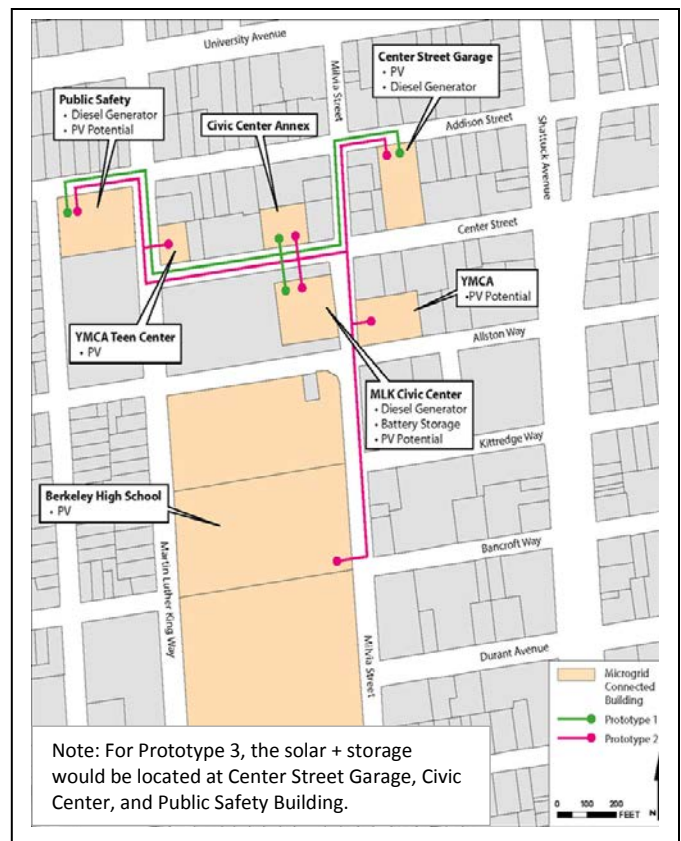 University Avenue
Milvia Street
Center Street Garage
• PV
• Diesel Generator
Public Safety
• Diesel Generator
• PV Potential
Civic Center Annex
Addison Street
Shattuck Avenue
Center Street
YMCA
• PV Potential
YMCA Teen Center
• PV
Allston Way
MLK Civic Center
• Diesel Generator
• Battery Storage
• PV Potential
Kittredge Way
Berkeley High School
• PV
Martin Luther King Way
Bancroft Way
Milvia Street
Durant Avenue
Microgrid
Connected
Building
Prototype 1
Prototype 2
Note: For Prototype 3, the solar + storage
would be located at Center Street Garage, Civic
Center, and Public Safety Building.
0 100 200
FEET N